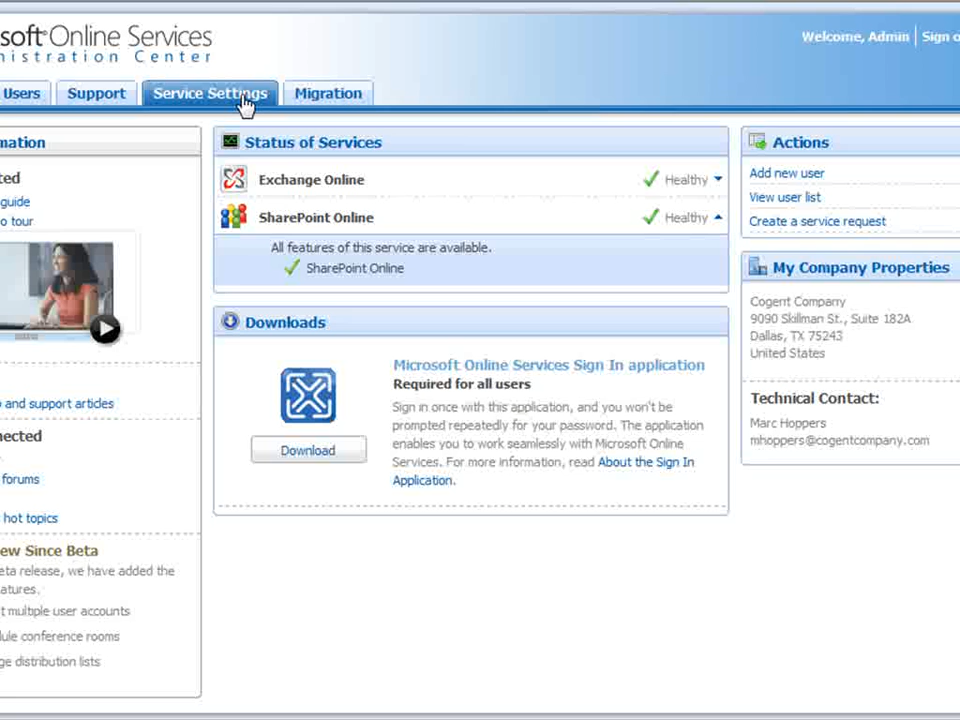 soft Online Services
nistration Center
Welcome, Admin
Sign o
Users
Support
Service Settings
Migration
mation
ted
guide
o tour
o and support articles
nected
forums
hot topics
ew Since Beta
eta release, we have added the
atures.
t multiple user accounts
lule conference rooms
ge distribution lists
Status of Services
Exchange Online
Healthy
SharePoint Online
Healthy
All features of this service are available.
SharePoint Online
Downloads
Download
Microsoft Online Services Sign In application
Required for all users
Sign in once with this application, and you won't be
prompted repeatedly for your password. The application
enables you to work seamlessly with Microsoft Online
Services. For more information, read About the Sign In
Application.
Actions
Add new user
View user list
Create a service request
My Company Properties
Cogent Company
9090 Skillman St., Suite 182A
Dallas, TX 75243
United States
Technical Contact:
Marc Hoppers
mhoppers@cogentcompany.com